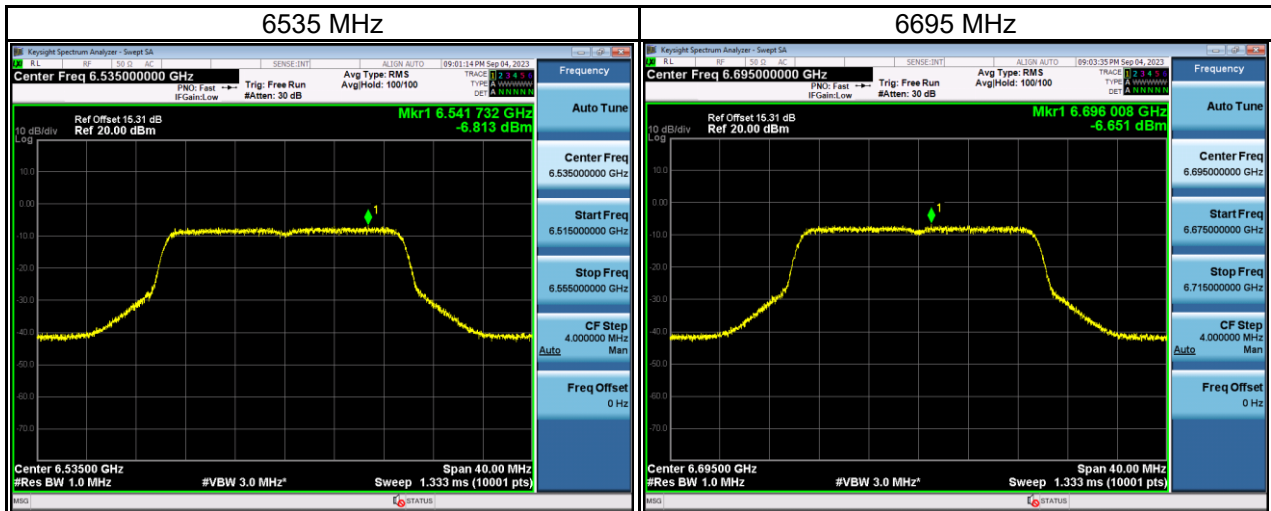 6535 MHz
Keysight Spectrum Analyzer - Swept SA
RL RF 50 Ω AC SENSE:INT ALIGN AUTO 09:01:14 PM Sep 04, 2023
Center Freq 6.535000000 GHz
PNO: Fast
IFGain:Low
Trig: Free Run
#Atten: 30 dB
Avg Type: RMS
Avg|Hold: 100/100
TRACE 1 2 3 4 5 6
TYPE A WWWWW
DET A NNNNN
Frequency
Mkr1 6.541 732 GHz
-6.813 dBm
Ref Offset 15.31 dB
10 dB/div Ref 20.00 dBm
Log
10.0
0.00
-10.0
-20.0
-30.0
-40.0
-50.0
-60.0
-70.0
1
Center 6.53500 GHz Span 40.00 MHz
#Res BW 1.0 MHz #VBW 3.0 MHz* Sweep 1.333 ms (10001 pts)
MSG STATUS
Auto Tune
Center Freq
6.535000000 GHz
Start Freq
6.515000000 GHz
Stop Freq
6.555000000 GHz
CF Step
4.000000 MHz
Auto Man
Freq Offset
0 Hz
6695 MHz
Keysight Spectrum Analyzer - Swept SA
RL RF 50 Ω AC SENSE:INT ALIGN AUTO 09:03:35 PM Sep 04, 2023
Center Freq 6.695000000 GHz
PNO: Fast
IFGain:Low
Trig: Free Run
#Atten: 30 dB
Avg Type: RMS
Avg|Hold: 100/100
TRACE 1 2 3 4 5 6
TYPE A WWWWW
DET A NNNNN
Frequency
Mkr1 6.696 008 GHz
-6.651 dBm
Ref Offset 15.31 dB
10 dB/div Ref 20.00 dBm
Log
10.0
0.00
-10.0
-20.0
-30.0
-40.0
-50.0
-60.0
-70.0
1
Center 6.69500 GHz Span 40.00 MHz
#Res BW 1.0 MHz #VBW 3.0 MHz* Sweep 1.333 ms (10001 pts)
MSG STATUS
Auto Tune
Center Freq
6.695000000 GHz
Start Freq
6.675000000 GHz
Stop Freq
6.715000000 GHz
CF Step
4.000000 MHz
Auto Man
Freq Offset
0 Hz